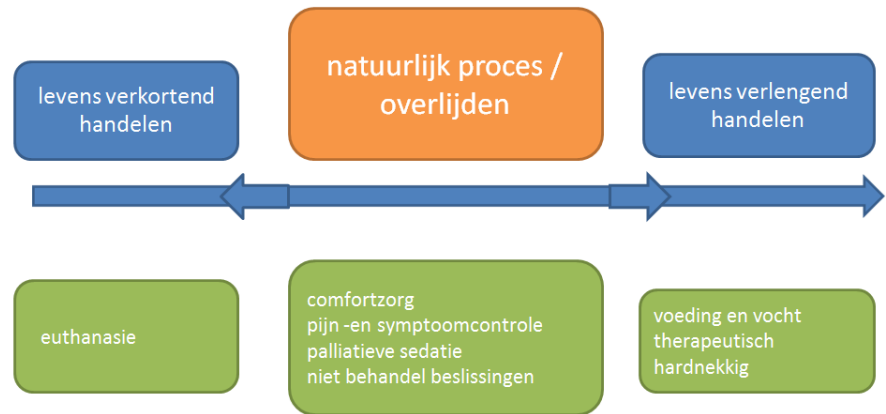 levens verkortend
handelen
natuurlijk proces /
overlijden
levens verlengend
handelen
euthanasie
comfortzorg
pijn -en symptoomcontrole
palliatieve sedatie
niet behandel beslissingen
voeding en vocht
therapeutisch
hardnekkig